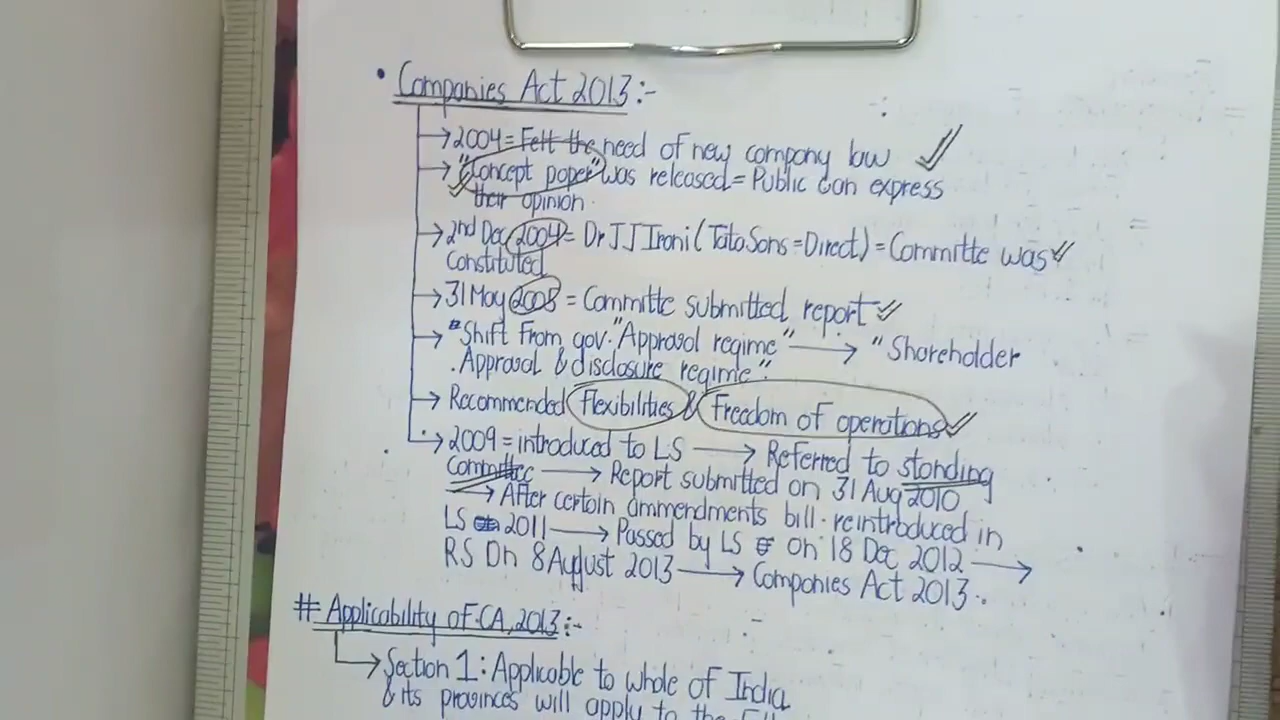 • Companies Act 2013:-
→ 2004 = Felt the need of new company law
→ "Concept paper" was released = Public can express
their opinion.
→ 2nd Dec 2004 = Dr JJ Irani (Tata Sons = Direct) = Committe was
constituted
→ 31 May 2005 = Committe submitted report
→ "Shift From gov. "Approval regime" → "Shareholder
Approval & disclosure regime".
→ Recommended Flexibilities & Freedom of operations
→ 2009 = introduced to LS → Referred to standing
Committee → Report submitted on 31 Aug 2010
→ After certain ammendments bill reintroduced in
LS 2011 → Passed by LS on 18 Dec 2012 →
RS On 8 August 2013 → Companies Act 2013.
# Applicability of CA, 2013:-
→ Section 1: Applicable to whole of India
& its provinces will apply to the